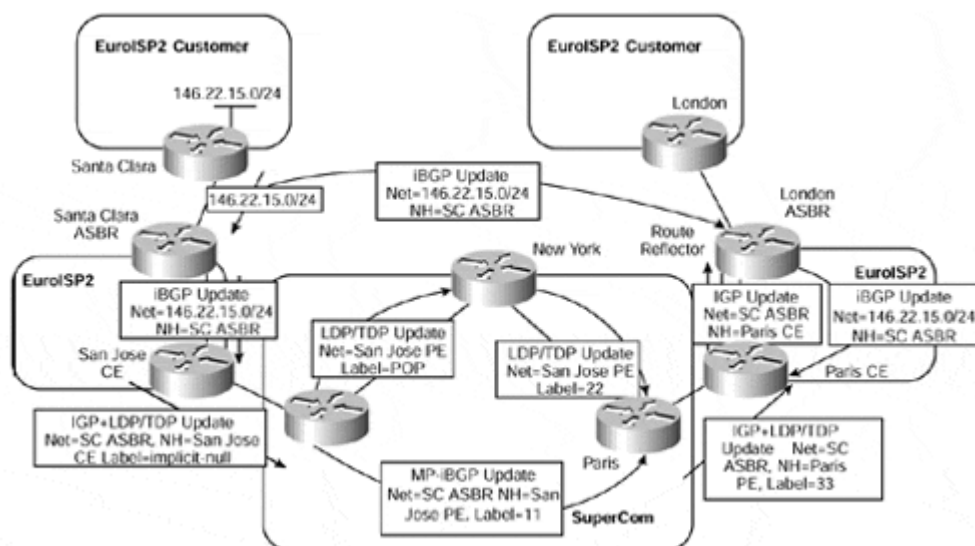 EuroISP2 Customer
146.22.15.0/24
Santa Clara
EuroISP2 Customer
London
146.22.15.0/24
iBGP Update
Net=146.22.15.0/24
NH=SC ASBR
Santa Clara
ASBR
London
ASBR
Route
Reflector
New York
EuroISP2
iBGP Update
Net=146.22.15.0/24
NH=SC ASBR
San Jose
CE
LDP/TDP Update
Net=San Jose PE
Label=POP
LDP/TDP Update
Net=San Jose PE
Label=22
IGP Update
Net=SC ASBR
NH=Paris CE
EuroISP2
iBGP Update
Net=146.22.15.0/24
NH=SC ASBR
Paris CE
IGP+LDP/TDP Update
Net=SC ASBR, NH=San Jose
CE Label=implicit-null
Paris
MP-iBGP Update
Net=SC ASBR NH=San
Jose PE, Label=11
SuperCom
IGP+LDP/TDP
Update Net=SC
ASBR, NH=Paris
PE, Label=33